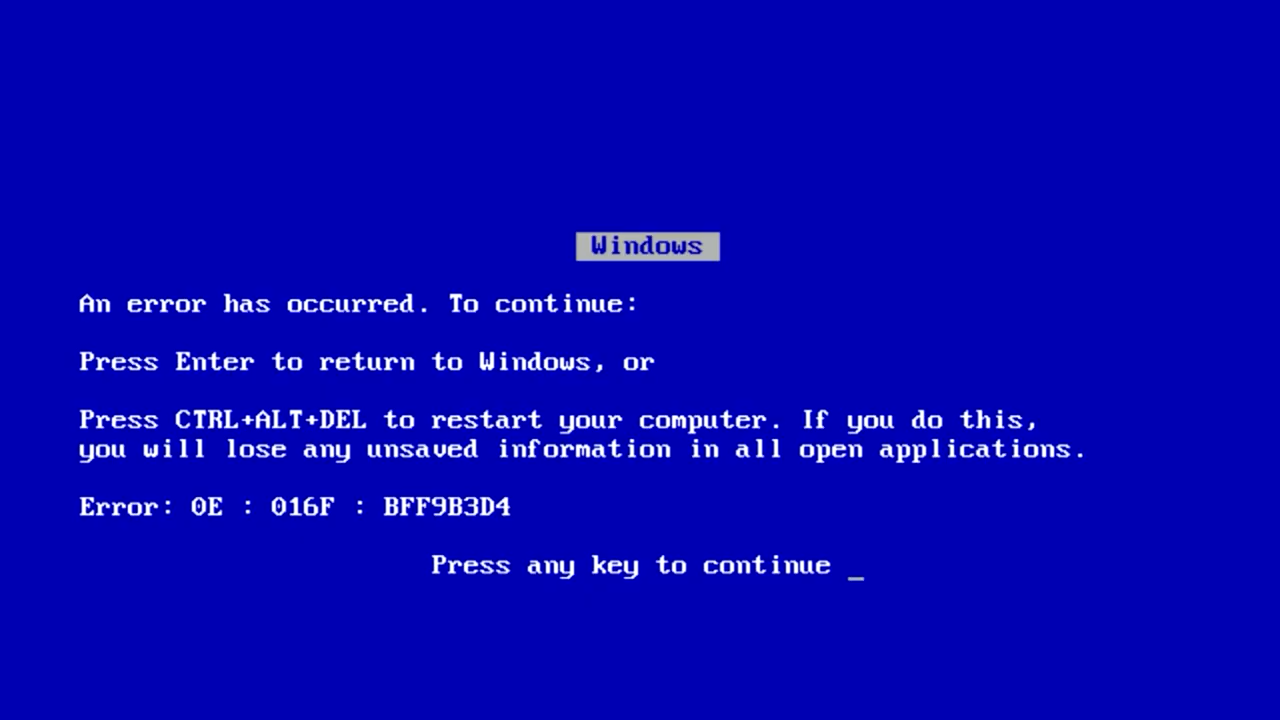 Windows
An error has occurred. To continue:
Press Enter to return to Windows, or
Press CTRL+ALT+DEL to restart your computer. If you do this,
you will lose any unsaved information in all open applications.
Error: 0E : 016F : BFF9B3D4
Press any key to continue _